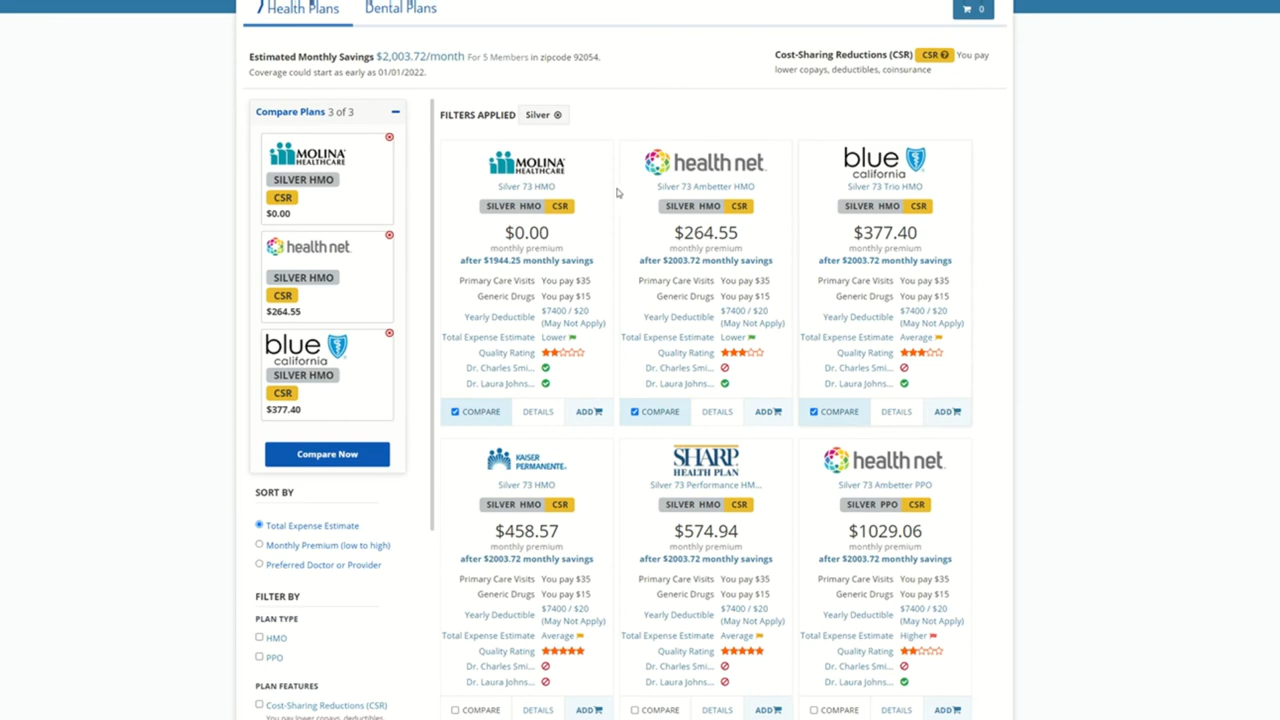 Health Plans
Dental Plans
0
Estimated Monthly Savings $2,003.72/month For 5 Members in zipcode 92054.
Coverage could start as early as 01/01/2022.
Cost-Sharing Reductions (CSR) CSR ? You pay
lower copays, deductibles, coinsurance
Compare Plans 3 of 3
MOLINA
HEALTHCARE
SILVER HMO
CSR
$0.00
health net.
SILVER HMO
CSR
$264.55
blue
california
SILVER HMO
CSR
$377.40
Compare Now
SORT BY
Total Expense Estimate
Monthly Premium (low to high)
Preferred Doctor or Provider
FILTER BY
PLAN TYPE
HMO
PPO
PLAN FEATURES
Cost-Sharing Reductions (CSR)
You pay lower copays, deductibles,
FILTERS APPLIED Silver
MOLINA
HEALTHCARE
Silver 73 HMO
SILVER HMO CSR
$0.00
monthly premium
after $1944.25 monthly savings
Primary Care Visits You pay $35
Generic Drugs You pay $15
Yearly Deductible $7400 / $20
(May Not Apply)
Total Expense Estimate Lower
Quality Rating
Dr. Charles Smi...
Dr. Laura Johns...
COMPARE DETAILS ADD
health net.
Silver 73 Ambetter HMO
SILVER HMO CSR
$264.55
monthly premium
after $2003.72 monthly savings
Primary Care Visits You pay $35
Generic Drugs You pay $15
Yearly Deductible $7400 / $20
(May Not Apply)
Total Expense Estimate Lower
Quality Rating
Dr. Charles Smi...
Dr. Laura Johns...
COMPARE DETAILS ADD
blue
california
Silver 73 Trio HMO
SILVER HMO CSR
$377.40
monthly premium
after $2003.72 monthly savings
Primary Care Visits You pay $35
Generic Drugs You pay $15
Yearly Deductible $7400 / $20
(May Not Apply)
Total Expense Estimate Average
Quality Rating
Dr. Charles Smi...
Dr. Laura Johns...
COMPARE DETAILS ADD
KAISER
PERMANENTE.
Silver 73 HMO
SILVER HMO CSR
$458.57
monthly premium
after $2003.72 monthly savings
Primary Care Visits You pay $35
Generic Drugs You pay $15
Yearly Deductible $7400 / $20
(May Not Apply)
Total Expense Estimate Average
Quality Rating
Dr. Charles Smi...
Dr. Laura Johns...
COMPARE DETAILS ADD
SHARP
HEALTH PLAN
Silver 73 Performance HM...
SILVER HMO CSR
$574.94
monthly premium
after $2003.72 monthly savings
Primary Care Visits You pay $35
Generic Drugs You pay $15
Yearly Deductible $7400 / $20
(May Not Apply)
Total Expense Estimate Average
Quality Rating
Dr. Charles Smi...
Dr. Laura Johns...
COMPARE DETAILS ADD
health net.
Silver 73 Ambetter PPO
SILVER PPO CSR
$1029.06
monthly premium
after $2003.72 monthly savings
Primary Care Visits You pay $35
Generic Drugs You pay $15
Yearly Deductible $7400 / $20
(May Not Apply)
Total Expense Estimate Higher
Quality Rating
Dr. Charles Smi...
Dr. Laura Johns...
COMPARE DETAILS ADD